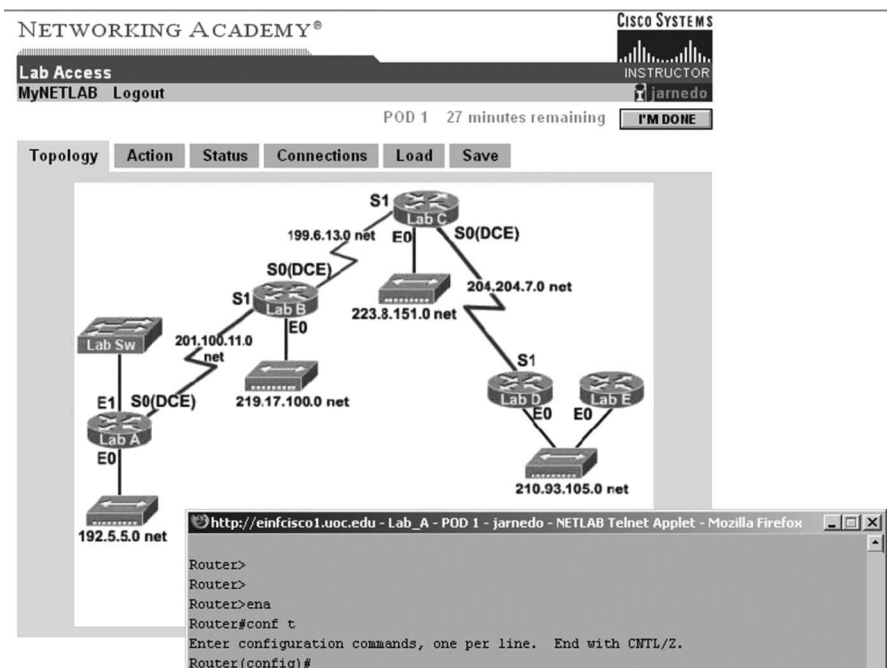 NETWORKING ACADEMY®
CISCO SYSTEMS
INSTRUCTOR
Lab Access
MyNETLAB Logout
jarnedo
POD 1 27 minutes remaining
I'M DONE
Topology Action Status Connections Load Save
S1
Lab C
199.6.13.0 net
E0
S0(DCE)
S0(DCE)
204.204.7.0 net
S1
Lab B
223.8.151.0 net
E0
Lab Sw
201.100.11.0
net
S1
219.17.100.0 net
Lab D
Lab E
E1
S0(DCE)
E0
E0
Lab A
E0
210.93.105.0 net
192.5.5.0 net
http://einfcisco1.uoc.edu - Lab_A - POD 1 - jarnedo - NETLAB Telnet Applet - Mozilla Firefox
Router>
Router>
Router>ena
Router#conf t
Enter configuration commands, one per line. End with CNTL/Z.
Router(config)#